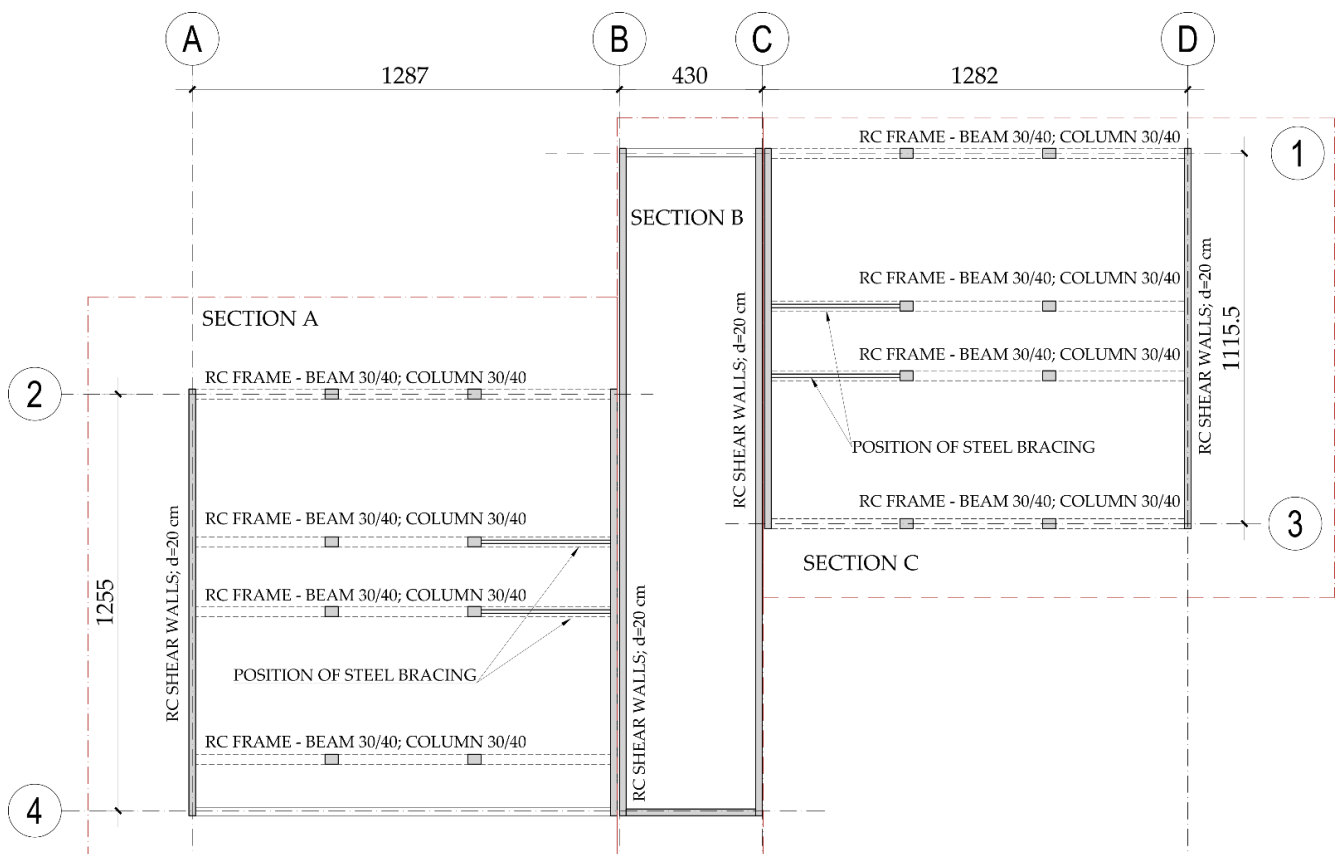 A
B
C
D
1287
430
1282
RC FRAME - BEAM 30/40; COLUMN 30/40
1
SECTION B
RC SHEAR WALLS; d=20 cm
RC SHEAR WALLS; d=20 cm
1115.5
RC FRAME - BEAM 30/40; COLUMN 30/40
SECTION A
RC FRAME - BEAM 30/40; COLUMN 30/40
RC FRAME - BEAM 30/40; COLUMN 30/40
2
POSITION OF STEEL BRACING
RC FRAME - BEAM 30/40; COLUMN 30/40
3
RC FRAME - BEAM 30/40; COLUMN 30/40
SECTION C
RC SHEAR WALLS; d=20 cm
1255
RC FRAME - BEAM 30/40; COLUMN 30/40
RC SHEAR WALLS; d=20 cm
POSITION OF STEEL BRACING
RC FRAME - BEAM 30/40; COLUMN 30/40
4